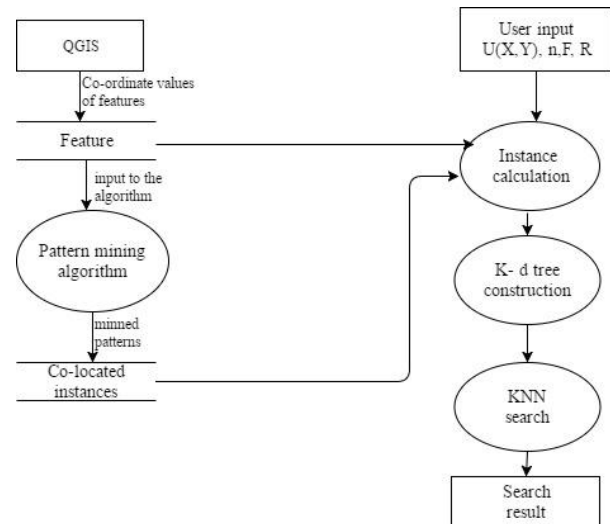 QGIS
Co-ordinate values
of features
Feature
input to the
algorithm
Pattern mining
algorithm
minned
patterns
Co-located
instances
User input
U(X,Y), n,F, R
Instance
calculation
K- d tree
construction
KNN
search
Search
result